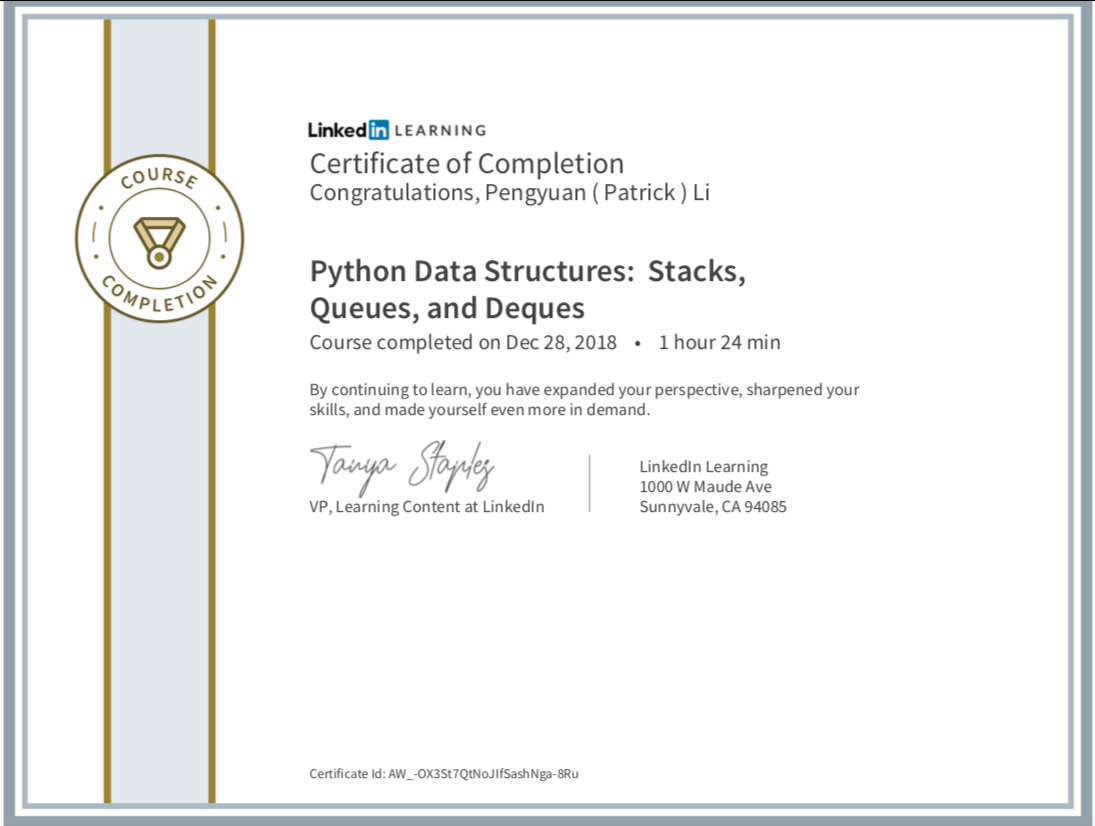 COURSE
COMPLETION
Linked in LEARNING
Certificate of Completion
Congratulations, Pengyuan ( Patrick ) Li
Python Data Structures: Stacks,
Queues, and Deques
Course completed on Dec 28, 2018 • 1 hour 24 min
By continuing to learn, you have expanded your perspective, sharpened your
skills, and made yourself even more in demand.
Tanya Staples
VP, Learning Content at LinkedIn
LinkedIn Learning
1000 W Maude Ave
Sunnyvale, CA 94085
Certificate Id: AW_-OX3St7QtNoJIfSashNga-8Ru